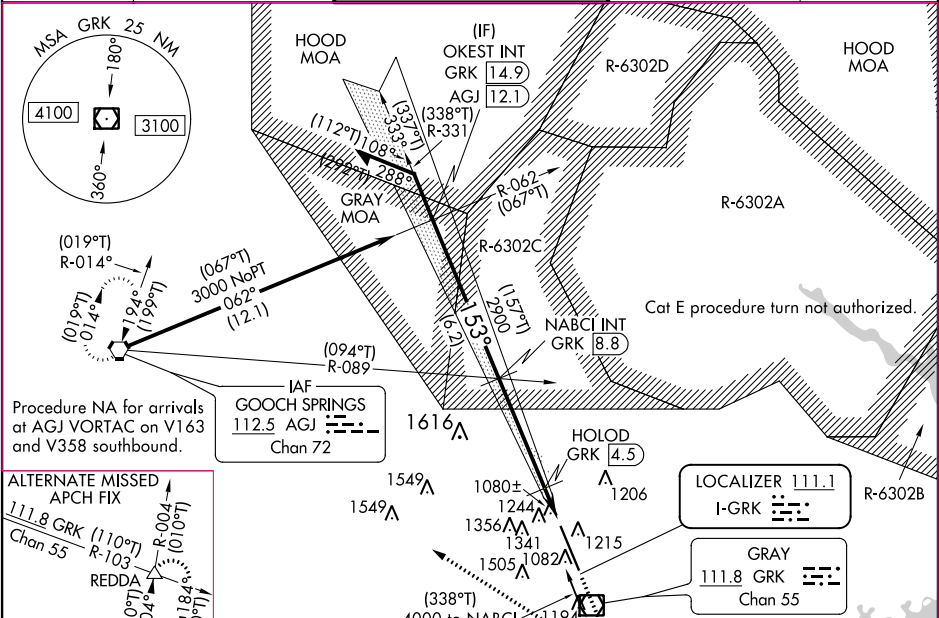 MSA GRK 25 NM
180°
4100
3100
360°
HOOD
MOA
(IF)
OKEST INT
GRK 14.9
AGJ 12.1
R-6302D
HOOD
MOA
(337°T)
333°
(338°T)
R-331
(112°T) 108°
(292°T) 288°
GRAY
MOA
R-062
(067°T)
R-6302A
R-6302C
(019°T)
R-014°
(067°T)
3000 NoPT
062°
(12.1)
194°
(199°T)
(019°T)
014°
153°
(157°T)
2900
(6.2)
NABCI INT
GRK 8.8
Cat E procedure turn not authorized.
(094°T)
R-089
IAF
GOOCH SPRINGS
112.5 AGJ
Chan 72
Procedure NA for arrivals
at AGJ VORTAC on V163
and V358 southbound.
1616
HOLOD
GRK 4.5
1080±
1206
R-6302B
1549
1549
1244
1356
1341
1215
1505
1082
LOCALIZER 111.1
I-GRK
GRAY
111.8 GRK
Chan 55
ALTERNATE MISSED
APCH FIX
111.8 GRK (110°T)
Chan 55 R-103
R-004
(010°T)
REDDA
184°
(338°T)
4000 to NABCI
1194